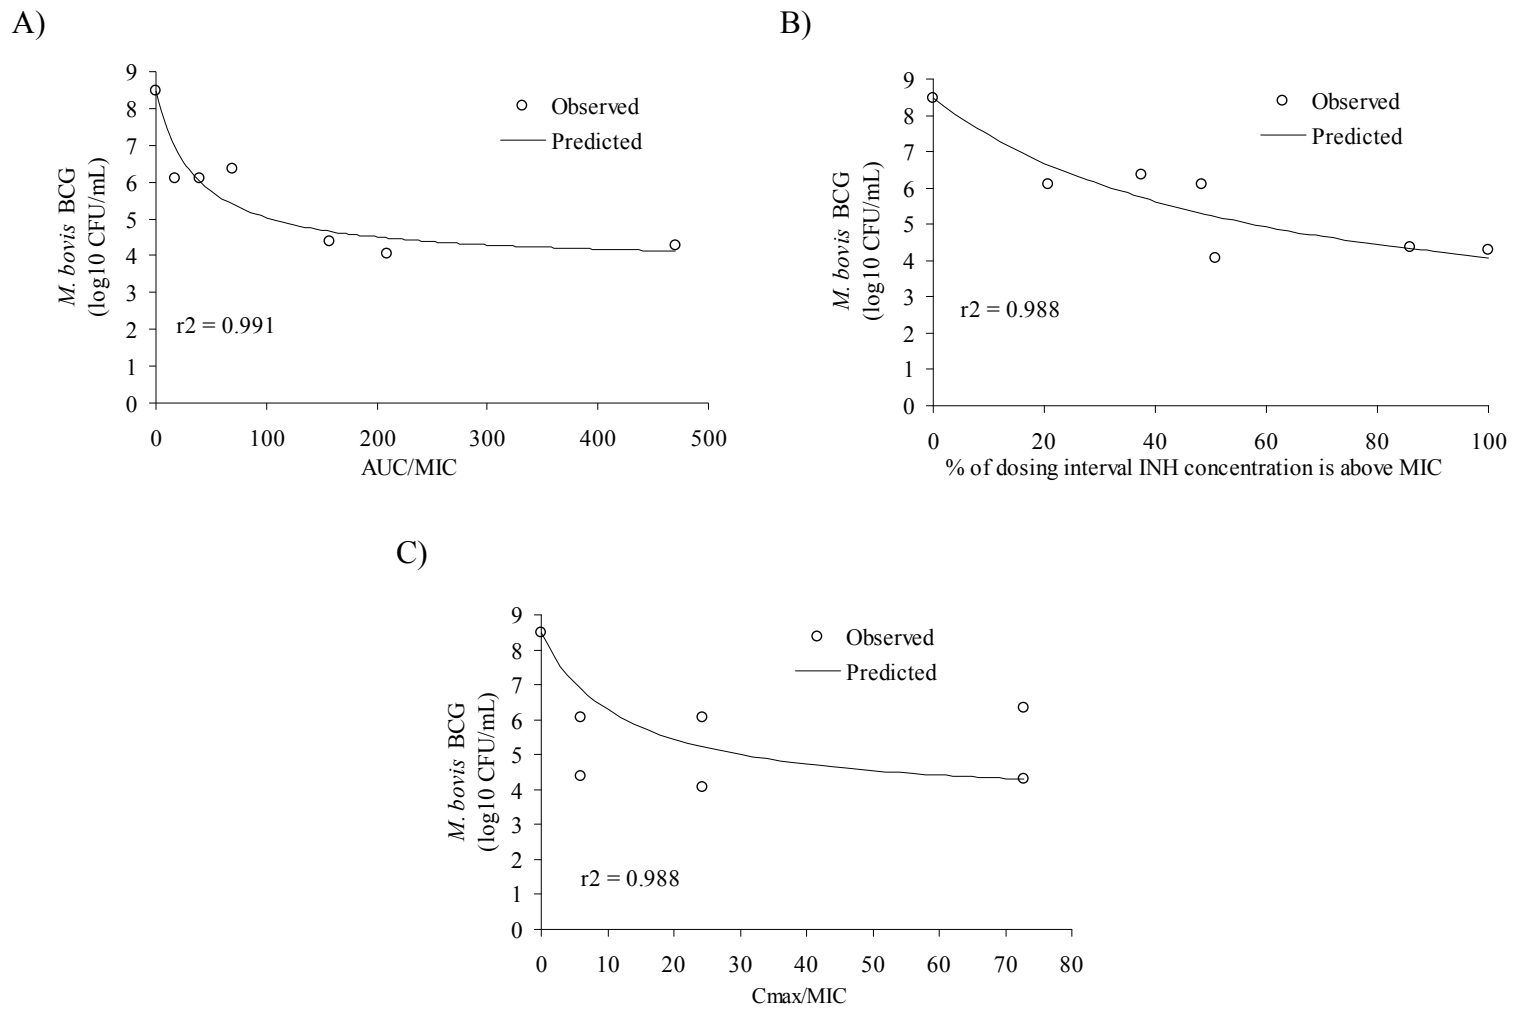 A)
M. bovis BCG
(log10 CFU/mL)
9
8
7
6
5
4
3
2
1
0
Observed
Predicted
r2 = 0.991
0 100 200 300 400 500
AUC/MIC
B)
M. bovis BCG
(log10 CFU/mL)
9
8
7
6
5
4
3
2
1
0
Observed
Predicted
r2 = 0.988
0 20 40 60 80 100
% of dosing interval INH concentration is above MIC
C)
M. bovis BCG
(log10 CFU/mL)
9
8
7
6
5
4
3
2
1
0
Observed
Predicted
r2 = 0.988
0 10 20 30 40 50 60 70 80
Cmax/MIC